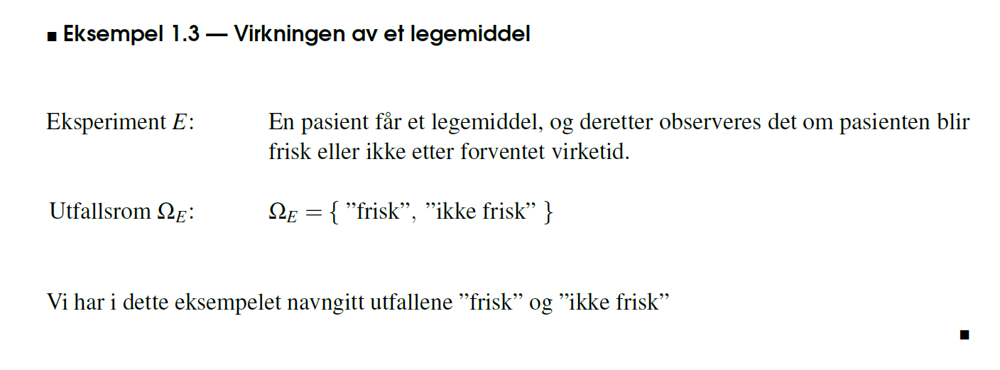 ■ Eksempel 1.3 — Virkningen av et legemiddel
Eksperiment E: En pasient får et legemiddel, og deretter observeres det om pasienten blir
frisk eller ikke etter forventet virketid.
Utfallsrom Ω_E: Ω_E = { ”frisk”, ”ikke frisk” }
Vi har i dette eksempelet navngitt utfallene ”frisk” og ”ikke frisk”
■